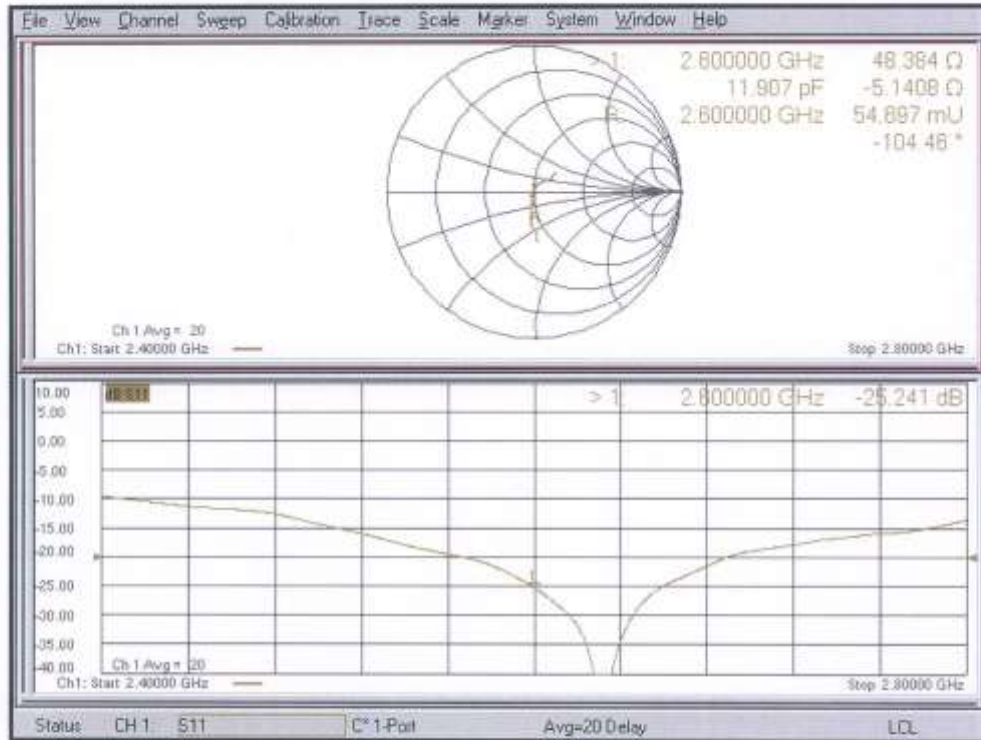 File View Channel Sweep Calibration Trace Scale Marker System Window Help
> 1: 2.600000 GHz 48.384 Ω
11.907 pF -5.1408 Ω
R: 2.600000 GHz 54.897 mU
-104.46 °
Ch 1 Avg = 20
Ch1: Start 2.40000 GHz
Stop 2.80000 GHz
10.00
dB S11
> 1: 2.600000 GHz -25.241 dB
5.00
0.00
-5.00
-10.00
-15.00
-20.00
-25.00
-30.00
-35.00
-40.00
Ch 1 Avg = 20
Ch1: Start 2.40000 GHz
Stop 2.80000 GHz
Status CH 1: S11 C* 1-Port Avg=20 Delay LCL